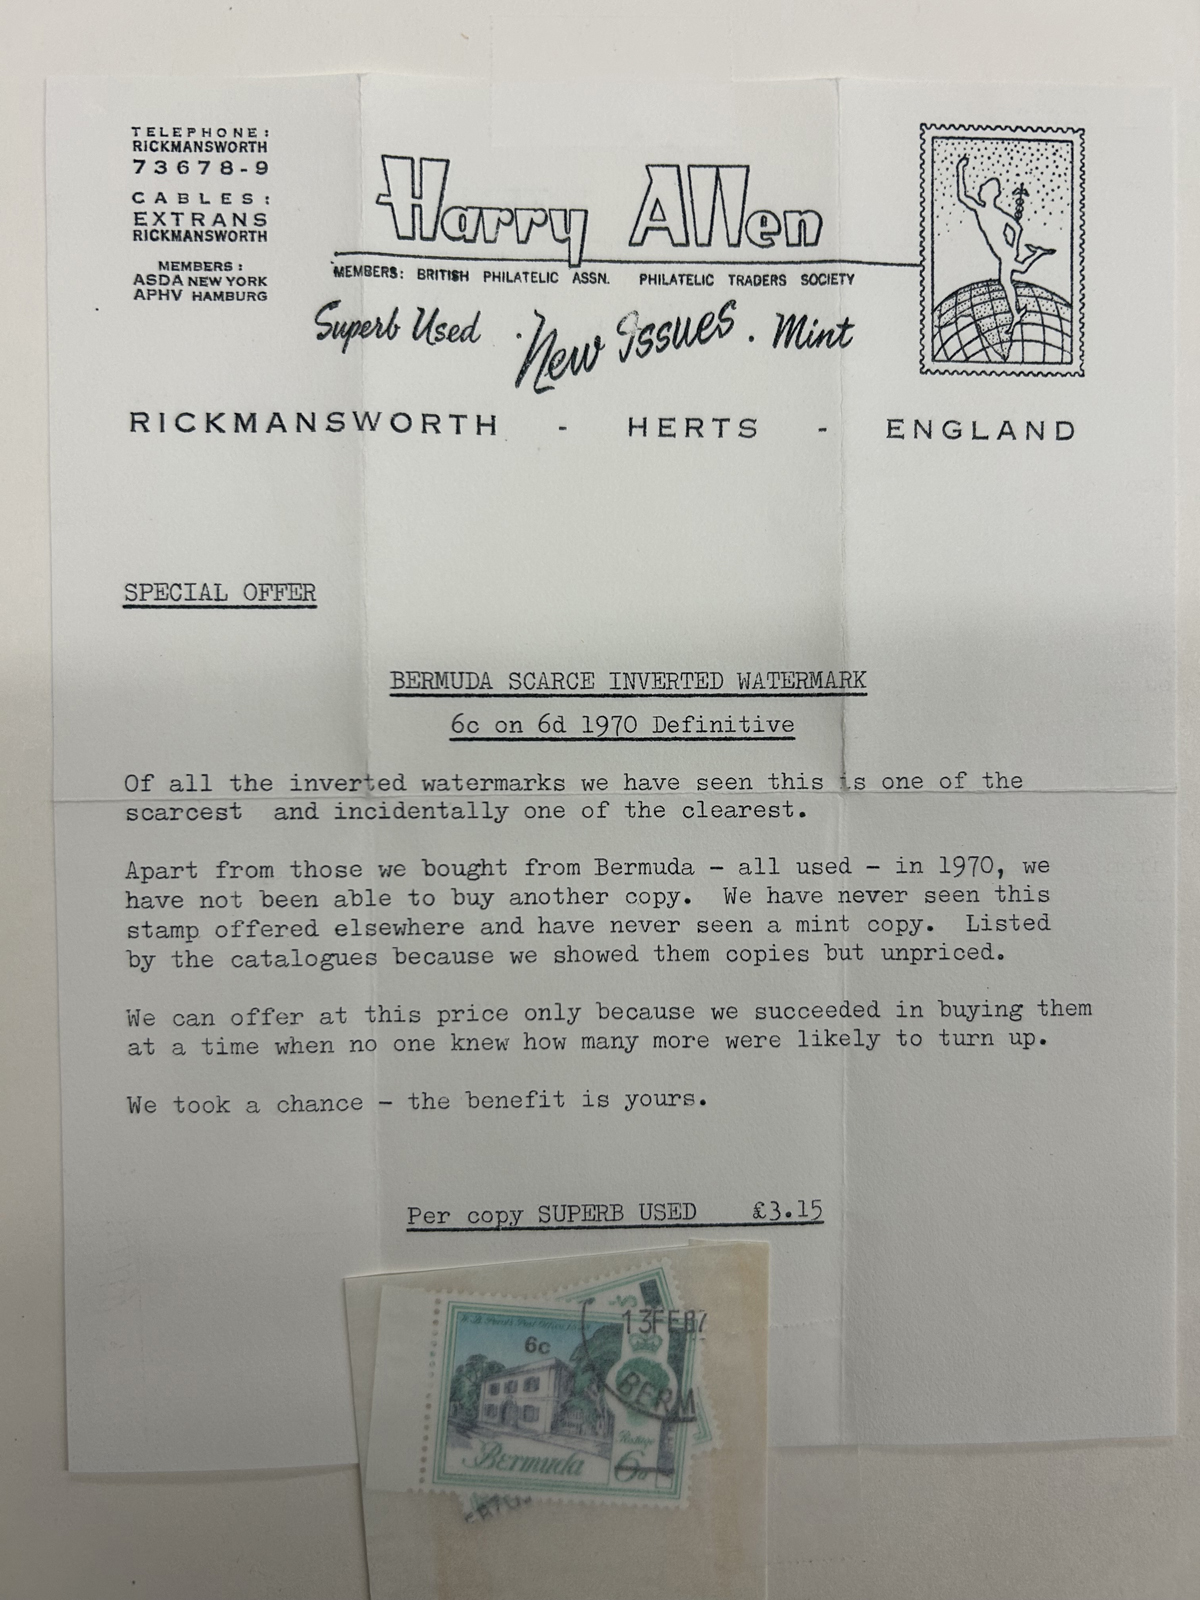 TELEPHONE:
RICKMANSWORTH
73678-9
CABLES:
EXTRANS
RICKMANSWORTH
MEMBERS:
ASDA NEW YORK
APHV HAMBURG
Harry Allen
MEMBERS: BRITISH PHILATELIC ASSN. PHILATELIC TRADERS SOCIETY
Superb Used . New Issues . Mint
RICKMANSWORTH - HERTS - ENGLAND
SPECIAL OFFER
BERMUDA SCARCE INVERTED WATERMARK
6c on 6d 1970 Definitive
Of all the inverted watermarks we have seen this is one of the
scarcest and incidentally one of the clearest.
Apart from those we bought from Bermuda - all used - in 1970, we
have not been able to buy another copy. We have never seen this
stamp offered elsewhere and have never seen a mint copy. Listed
by the catalogues because we showed them copies but unpriced.
We can offer at this price only because we succeeded in buying them
at a time when no one knew how many more were likely to turn up.
We took a chance - the benefit is yours.
Per copy SUPERB USED £3.15
13FEB7
6c
BERM
Postage
Bermuda
6d